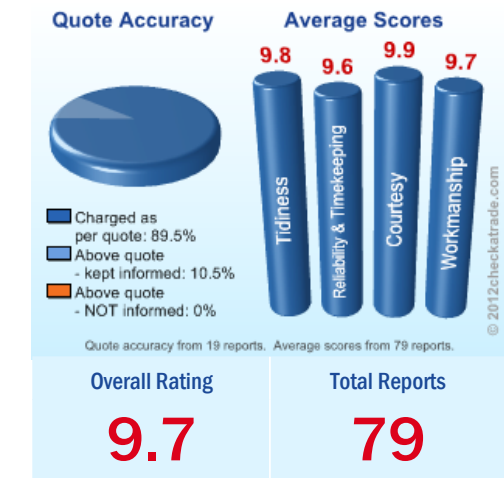 Quote Accuracy
Average Scores
9.8
9.6
9.9
9.7
Tidiness
Reliability & Timekeeping
Courtesy
Workmanship
Charged as
per quote: 89.5%
Above quote
- kept informed: 10.5%
Above quote
- NOT informed: 0%
© 2012checkatrade.com
Quote accuracy from 19 reports. Average scores from 79 reports.
Overall Rating
9.7
Total Reports
79